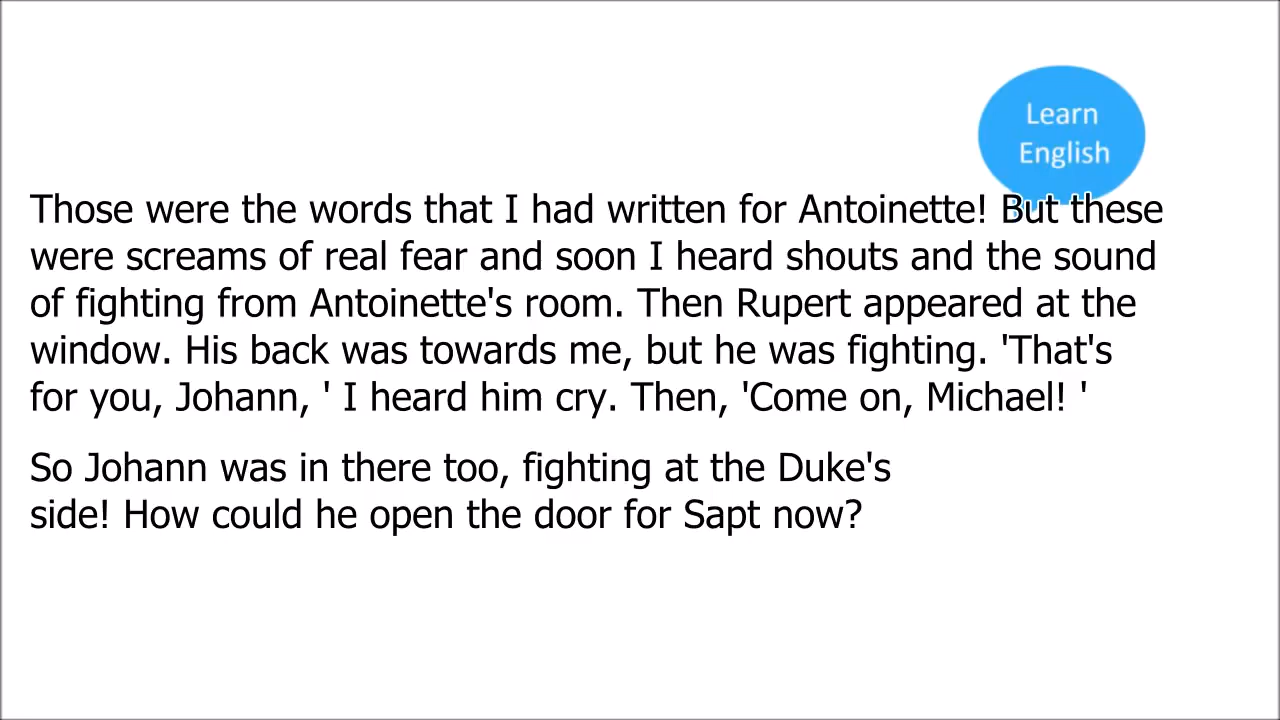 Learn
English
Those were the words that I had written for Antoinette! But these
were screams of real fear and soon I heard shouts and the sound
of fighting from Antoinette's room. Then Rupert appeared at the
window. His back was towards me, but he was fighting. 'That's
for you, Johann, ' I heard him cry. Then, 'Come on, Michael! '
So Johann was in there too, fighting at the Duke's
side! How could he open the door for Sapt now?